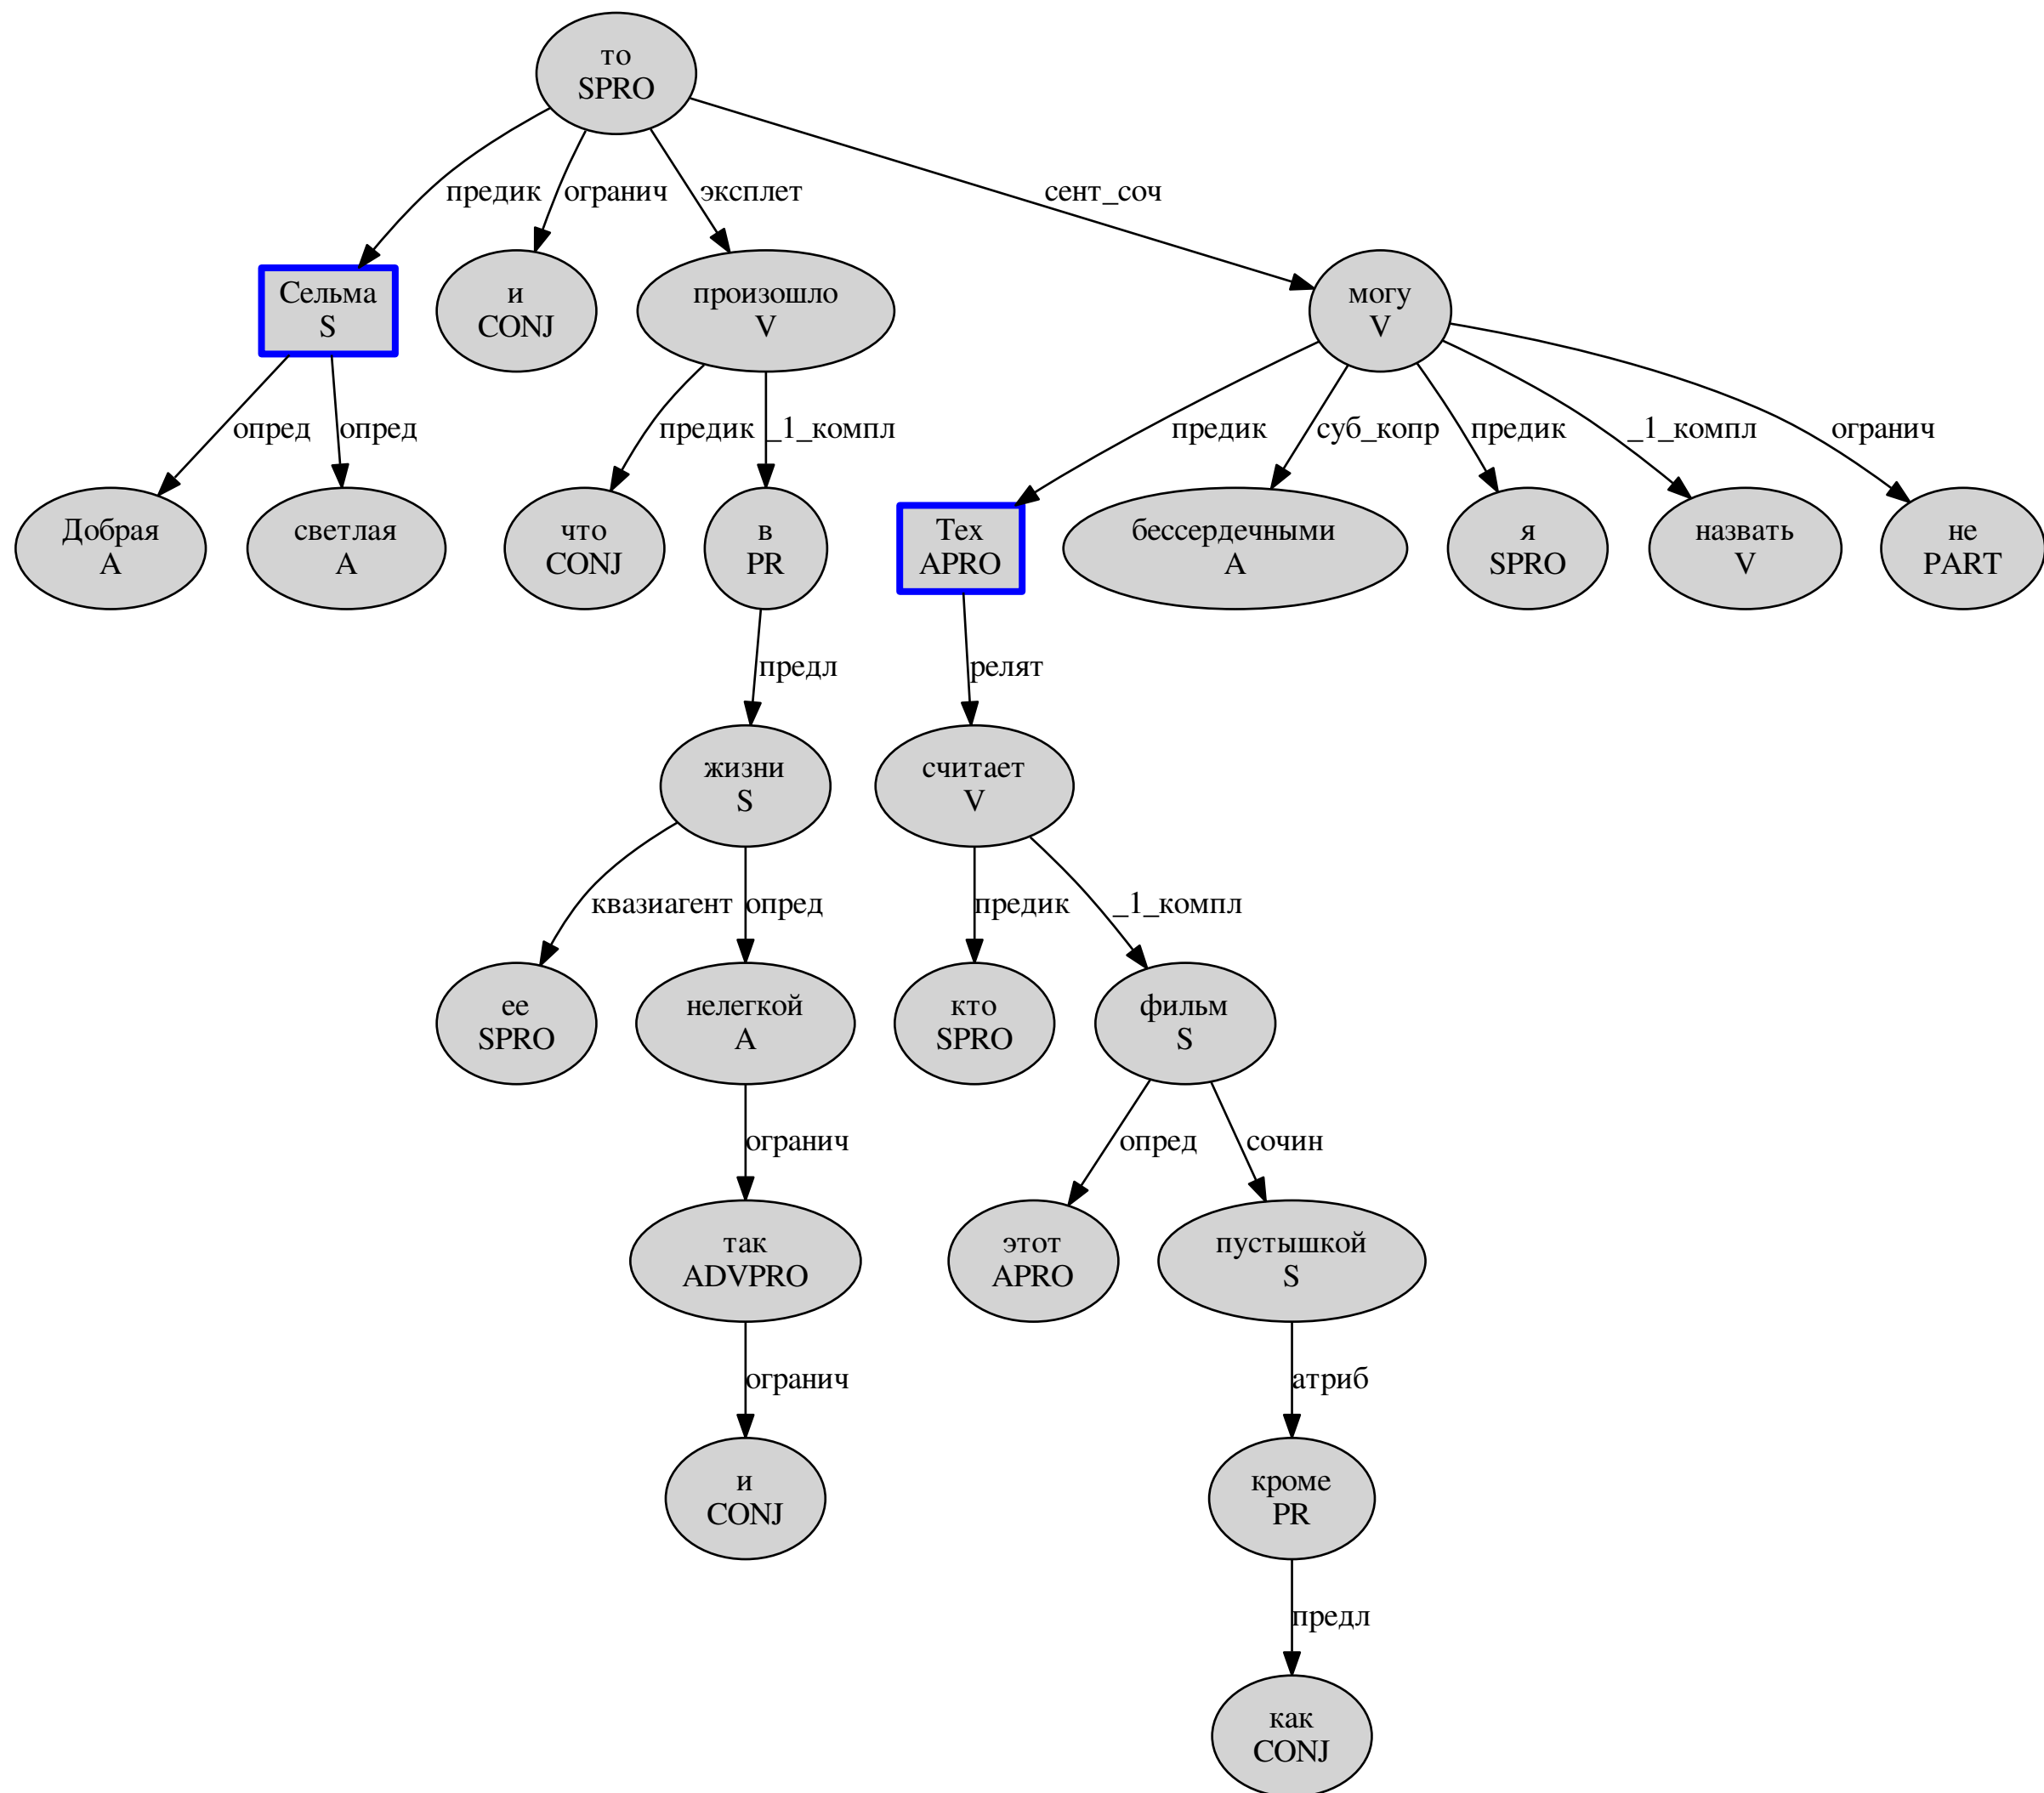 то
SPRO
предик
огранич
эксплет
сент_соч
Сельма
S
и
CONJ
произошло
V
могу
V
опред
опред
предик
_1_компл
предик
суб_копр
предик
_1_компл
огранич
Добрая
A
светлая
A
что
CONJ
в
PR
Тех
APRO
бессердечными
A
я
SPRO
назвать
V
не
PART
предл
релят
жизни
S
считает
V
квазиагент
опред
предик
_1_компл
ее
SPRO
нелегкой
A
кто
SPRO
фильм
S
огранич
опред
сочин
так
ADVPRO
этот
APRO
пустышкой
S
огранич
атриб
и
CONJ
кроме
PR
предл
как
CONJ